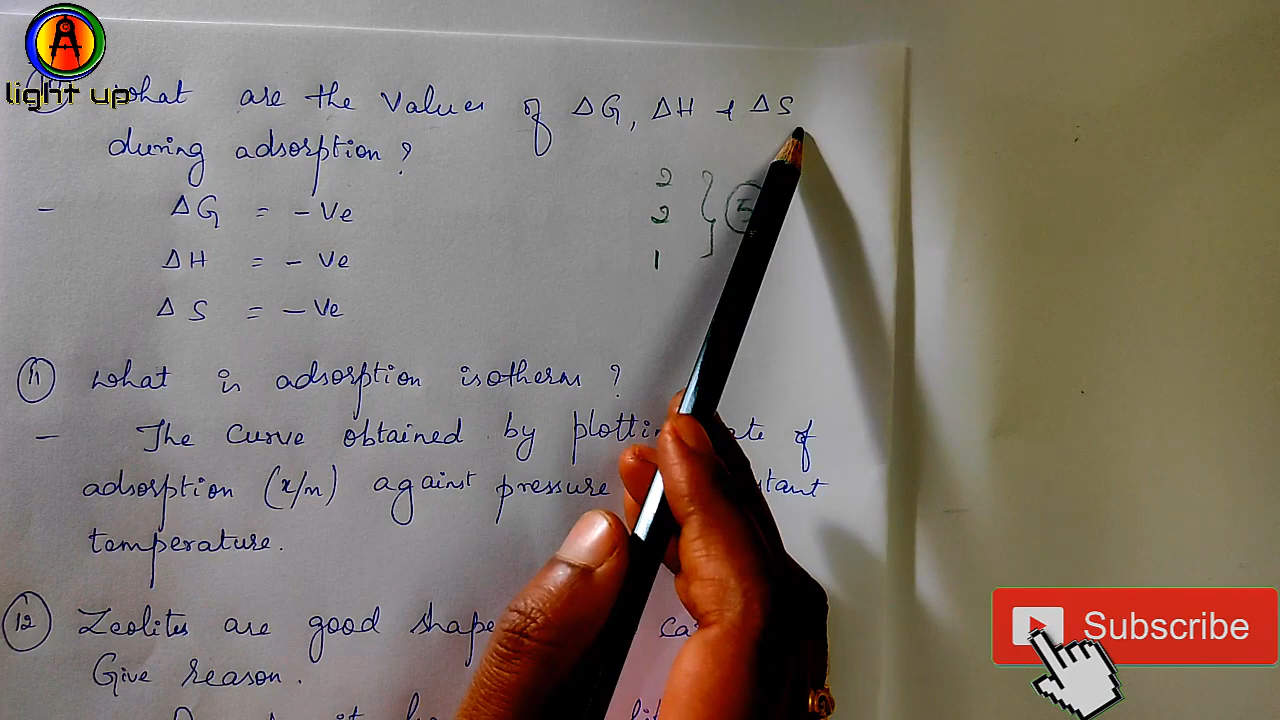 light up
What are the Values of ΔG, ΔH & ΔS
during adsorption ?
- ΔG = -Ve
ΔH = - Ve
ΔS = - Ve
2
2
1
5
11 What is adsorption isotherm ?
- The Curve obtained by of
adsorption (x/m) against pressure
temperature.
12 Zeolites are good
Give reason.
Subscribe